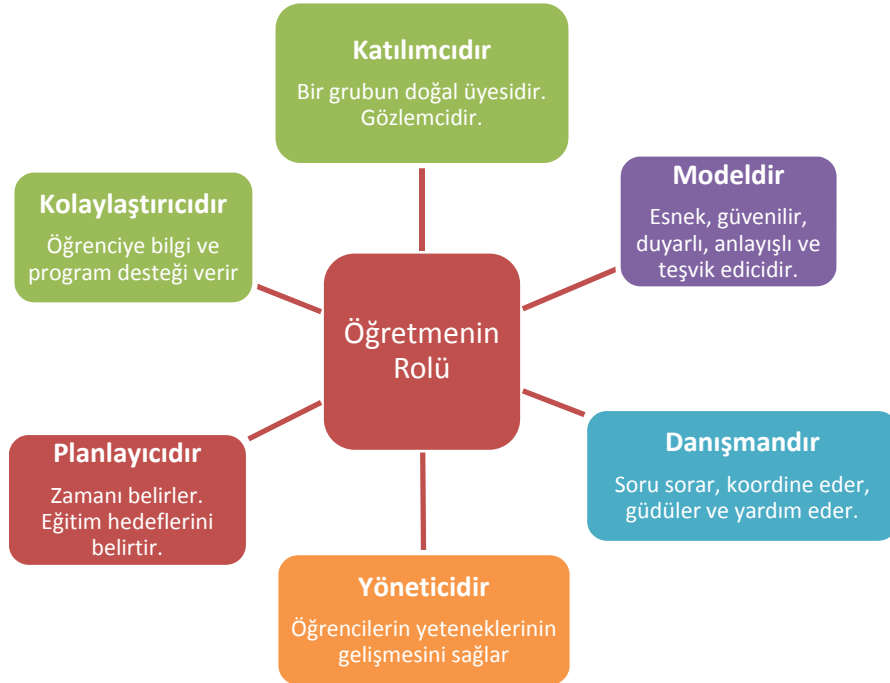 Katılımcıdır
Bir grubun doğal üyesidir.
Gözlemcidir.
Modeldir
Esnek, güvenilir,
duyarlı, anlayışlı ve
teşvik edicidir.
Kolaylaştırıcıdır
Öğrenciye bilgi ve
program desteği verir
Öğretmenin
Rolü
Danışmandır
Soru sorar, koordine eder,
güdüler ve yardım eder.
Planlayıcıdır
Zamanı belirler.
Eğitim hedeflerini
belirtir.
Yöneticidir
Öğrencilerin yeteneklerinin
gelişmesini sağlar